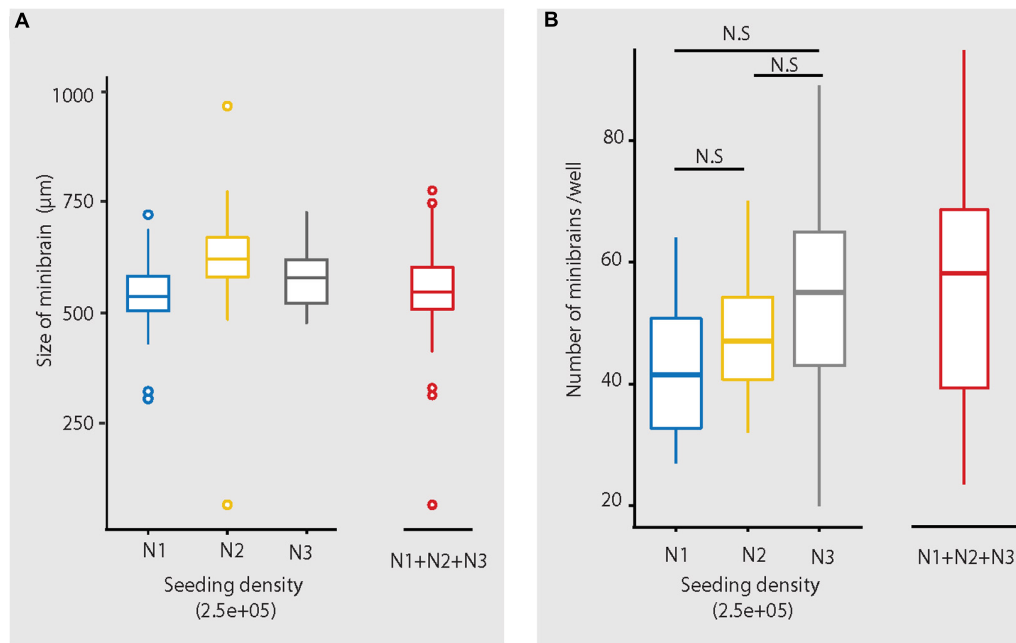 A
Size of minibrain (µm)
1000
750
500
250
N1 N2 N3 N1+N2+N3
Seeding density
(2.5e+05)
B
Number of minibrains /well
N.S
N.S
N.S
80
60
40
20
N1 N2 N3 N1+N2+N3
Seeding density
(2.5e+05)